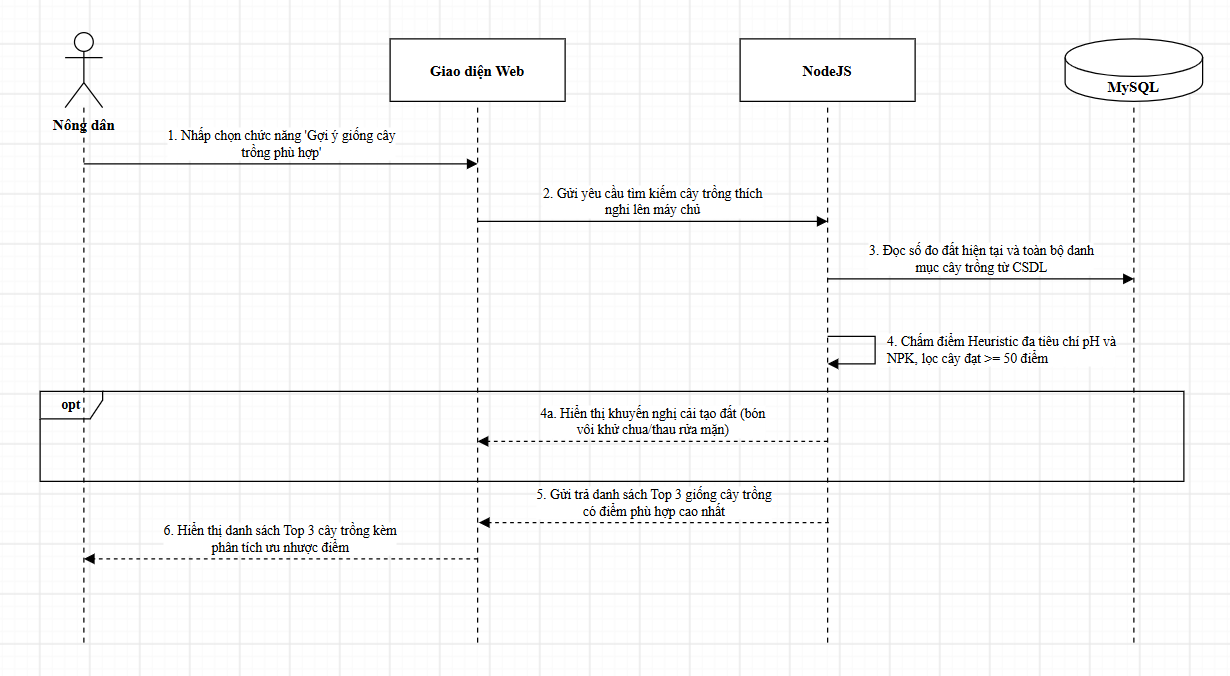 Nông dân
Giao diện Web
NodeJS
MySQL
1. Nhấp chọn chức năng 'Gợi ý giống cây
trồng phù hợp'
2. Gửi yêu cầu tìm kiếm cây trồng thích
nghi lên máy chủ
3. Đọc số đo đất hiện tại và toàn bộ danh
mục cây trồng từ CSDL
4. Chấm điểm Heuristic đa tiêu chí pH và
NPK, lọc cây đạt >= 50 điểm
opt
4a. Hiển thị khuyến nghị cải tạo đất (bón
vôi khử chua/thau rửa mặn)
5. Gửi trả danh sách Top 3 giống cây trồng
có điểm phù hợp cao nhất
6. Hiển thị danh sách Top 3 cây trồng kèm
phân tích ưu nhược điểm